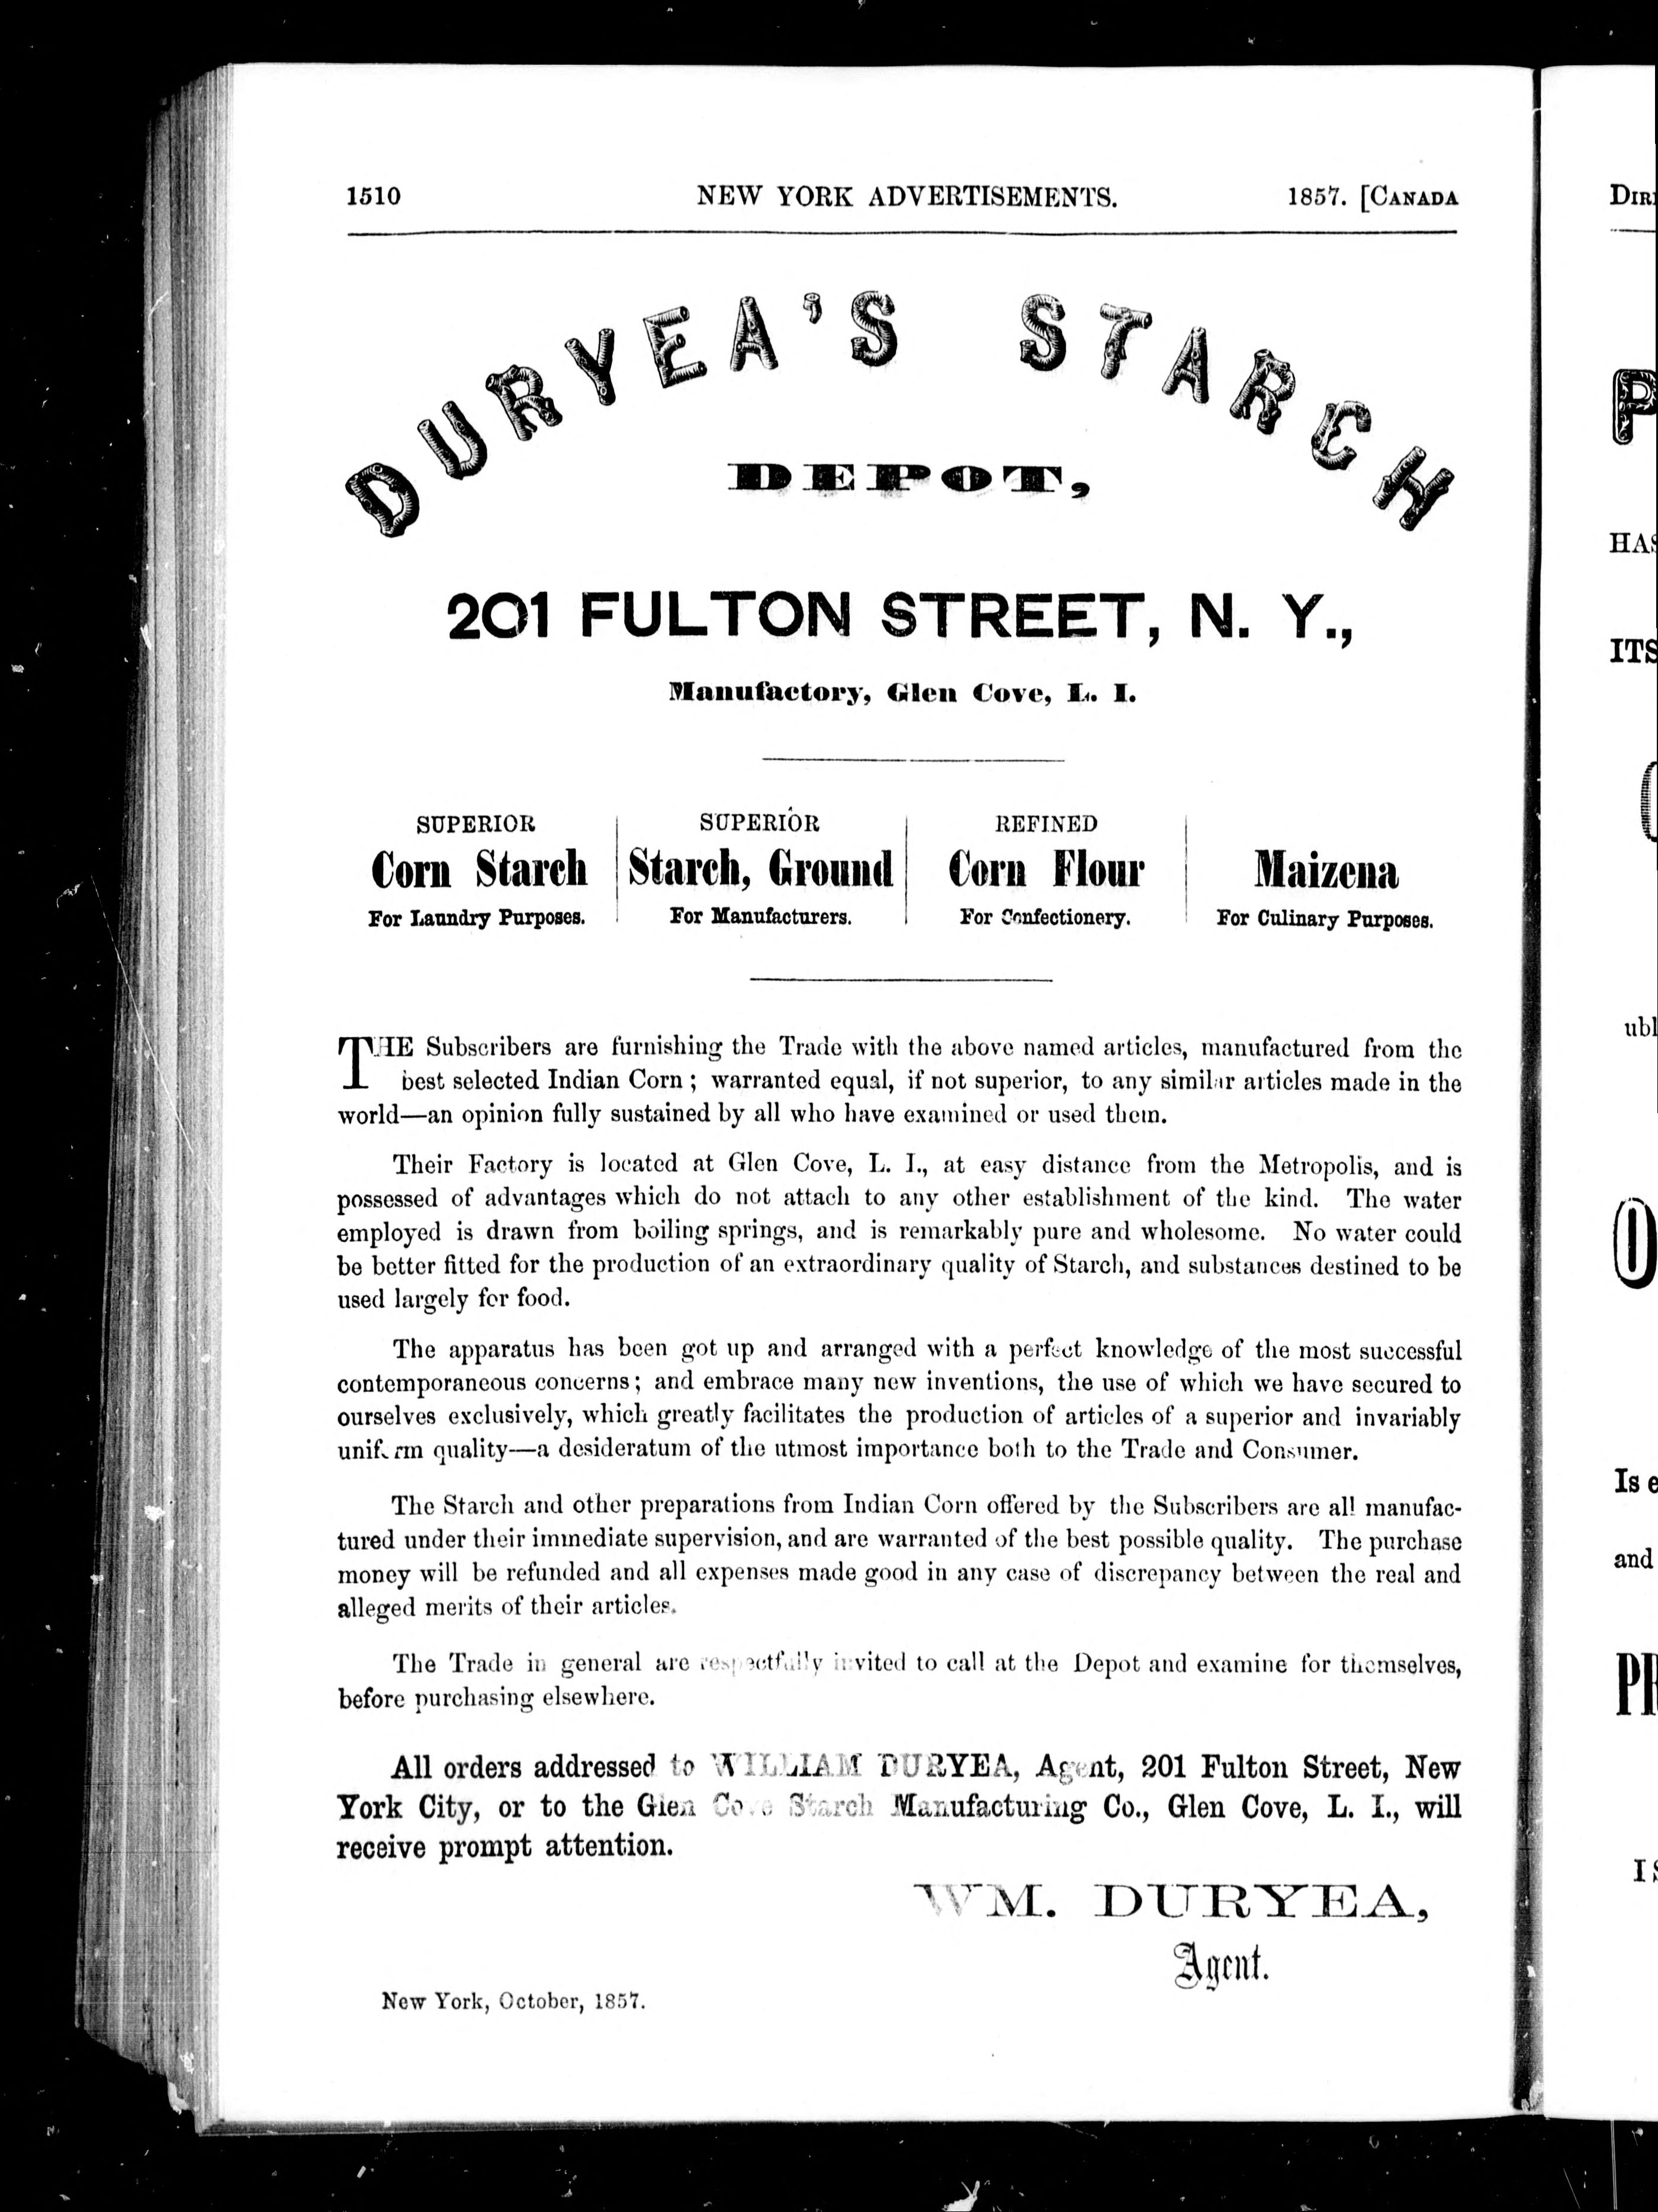 1510 NEW YORK ADVERTISEMENTS. 1857. [CANADA
DURYEA'S STARCH
DEPOT,
201 FULTON STREET, N. Y.,
Manufactory, Glen Cove, L. I.
SUPERIOR
Corn Starch
For Laundry Purposes.
SUPERIOR
Starch, Ground
For Manufacturers.
REFINED
Corn Flour
For Confectionery.
Maizena
For Culinary Purposes.
THE Subscribers are furnishing the Trade with the above named articles, manufactured from the
best selected Indian Corn; warranted equal, if not superior, to any similar articles made in the
world—an opinion fully sustained by all who have examined or used them.
Their Factory is located at Glen Cove, L. I., at easy distance from the Metropolis, and is
possessed of advantages which do not attach to any other establishment of the kind. The water
employed is drawn from boiling springs, and is remarkably pure and wholesome. No water could
be better fitted for the production of an extraordinary quality of Starch, and substances destined to be
used largely for food.
The apparatus has been got up and arranged with a perfect knowledge of the most successful
contemporaneous concerns; and embrace many new inventions, the use of which we have secured to
ourselves exclusively, which greatly facilitates the production of articles of a superior and invariably
uniform quality—a desideratum of the utmost importance both to the Trade and Consumer.
The Starch and other preparations from Indian Corn offered by the Subscribers are all manufac-
tured under their immediate supervision, and are warranted of the best possible quality. The purchase
money will be refunded and all expenses made good in any case of discrepancy between the real and
alleged merits of their articles.
The Trade in general are respectfully invited to call at the Depot and examine for themselves,
before purchasing elsewhere.
All orders addressed to WILLIAM DURYEA, Agent, 201 Fulton Street, New
York City, or to the Glen Cove Starch Manufacturing Co., Glen Cove, L. I., will
receive prompt attention.
WM. DURYEA,
Agent.
New York, October, 1857.
ITS
Is
and